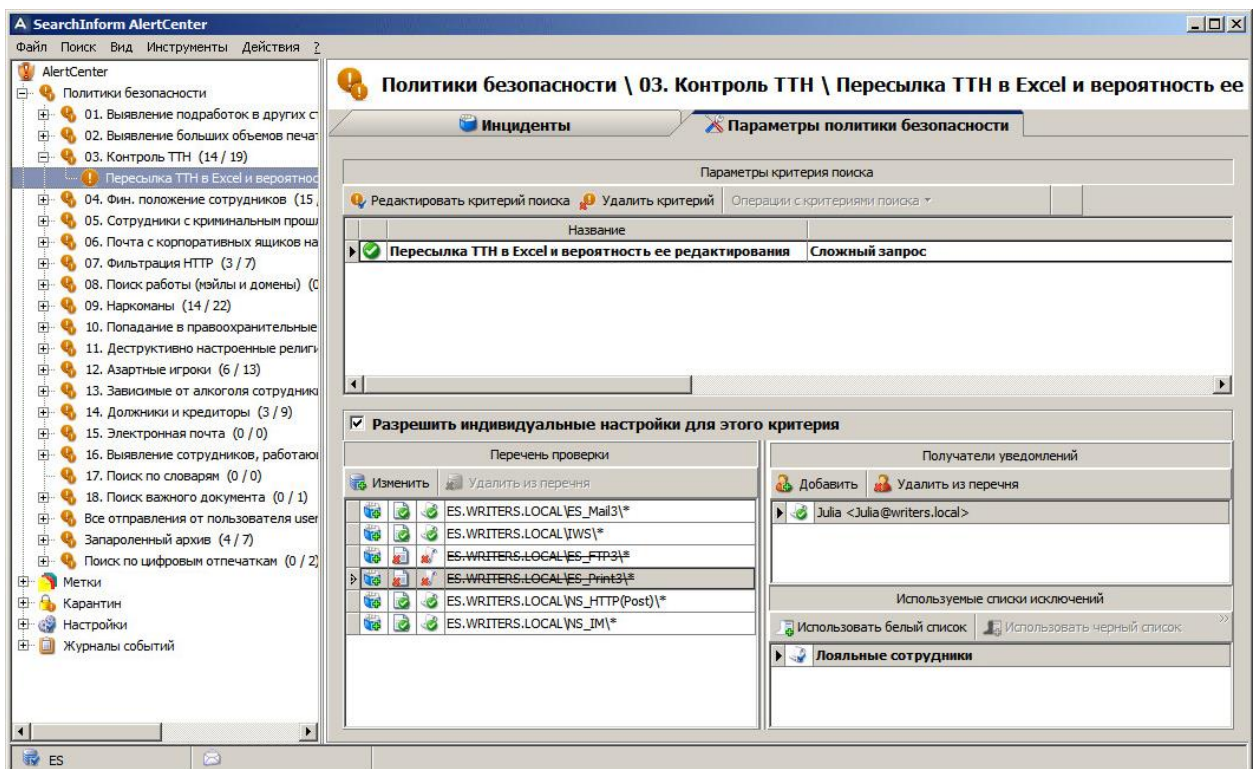 SearchInform AlertCenter
Файл Поиск Вид Инструменты Действия ?
AlertCenter
Политики безопасности
01. Выявление подработок в других
02. Выявление больших объемов
03. Контроль ТТН (14 / 19)
Пересылка ТТН в Excel и
04. Фин. положение сотрудников (15
05. Сотрудники с криминальным
06. Почта с корпоративных ящиков на
07. Фильтрация HTTP (3 / 7)
08. Поиск работы (мэйлы и домены) (0
09. Наркоманы (14 / 22)
10. Попадание в правоохранительные
11. Деструктивно настроенные
12. Азартные игроки (6 / 13)
13. Зависимые от алкоголя
14. Должники и кредиторы (3 / 9)
15. Электронная почта (0 / 0)
16. Выявление сотрудников,
17. Поиск по словарям (0 / 0)
18. Поиск важного документа (0 / 1)
Все отправления от пользователя user
Запароленный архив (4 / 7)
Поиск по цифровым отпечаткам (0 / 2)
Метки
Карантин
Настройки
Журналы событий
Политики безопасности \ 03. Контроль ТТН \ Пересылка ТТН в Excel и вероятность ее
Инциденты
Параметры политики безопасности
Параметры критерия поиска
Редактировать критерий поиска Удалить критерий Операции с критериями поиска
Название
Пересылка ТТН в Excel и вероятность ее редактирования Сложный запрос
Разрешить индивидуальные настройки для этого критерия
Перечень проверки
Изменить Удалить из перечня
ES.WRITERS.LOCAL\ES_Mail3\*
ES.WRITERS.LOCAL\IWS\*
ES.WRITERS.LOCAL\ES_FTP3\*
ES.WRITERS.LOCAL\ES_Print3\*
ES.WRITERS.LOCAL\NS_HTTP(Post)\*
ES.WRITERS.LOCAL\NS_IM\*
Получатели уведомлений
Добавить Удалить из перечня
Julia <Julia@writers.local>
Используемые списки исключений
Использовать белый список Использовать черный список
Лояльные сотрудники
ES